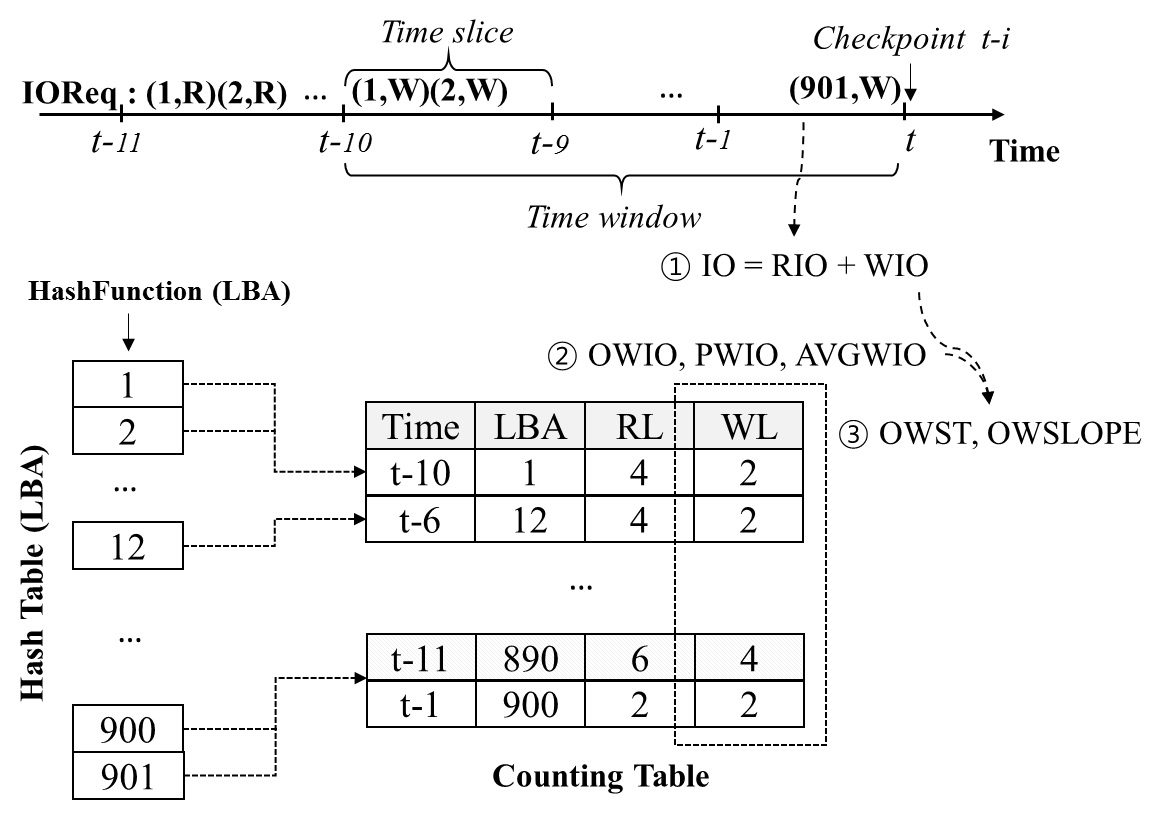 Time slice
Checkpoint t-i
IOReq : (1,R)(2,R) ... (1,W)(2,W) ... (901,W)
t-11 t-10 t-9 t-1 t
Time
Time window
① IO = RIO + WIO
HashFunction (LBA)
② OWIO, PWIO, AVGWIO
③ OWST, OWSLOPE
Hash Table (LBA)
1
2
...
12
...
900
901
Time LBA RL WL
t-10 1 4 2
t-6 12 4 2
...
t-11 890 6 4
t-1 900 2 2
Counting Table